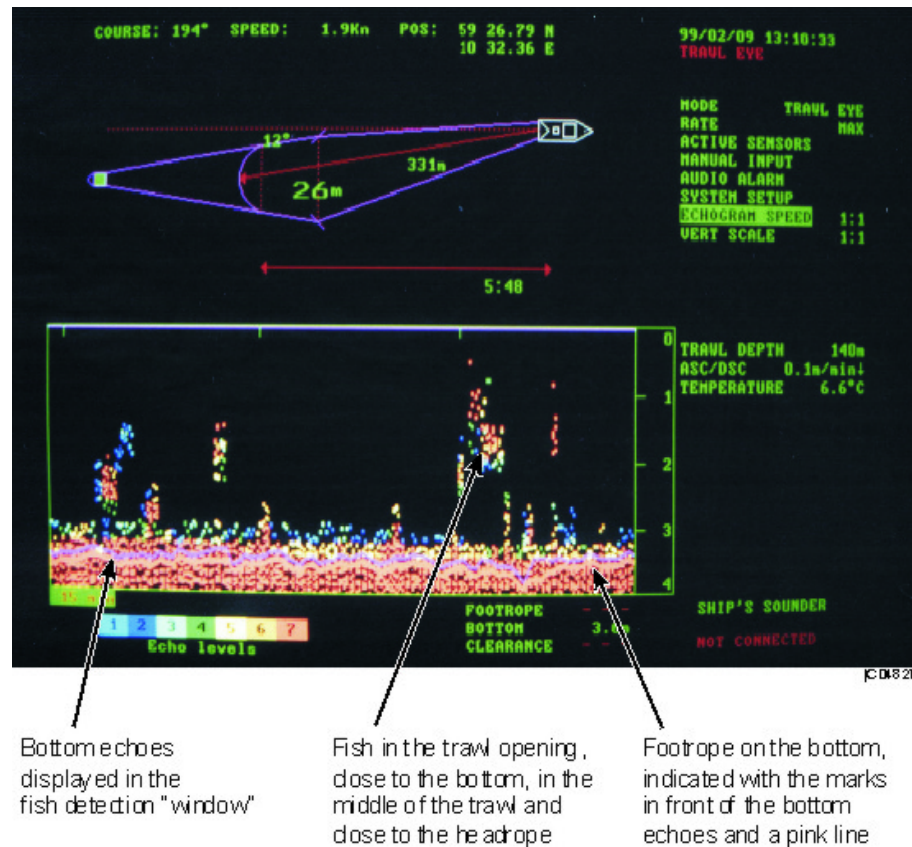 COURSE: 194° SPEED: 1.9Kn POS: 59 26.79 N
10 32.36 E
99/02/09 13:10:33
TRAWL EYE
MODE TRAWL EYE
RATE MAX
ACTIVE SENSORS
MANUAL INPUT
AUDIO ALARM
SYSTEM SETUP
ECHOGRAM SPEED 1:1
VERT SCALE 1:1
12°
331m
26m
5:48
0
1
2
3
4
TRAWL DEPTH 140m
ASC/DSC 0.1m/min↓
TEMPERATURE 6.6°C
15
1 2 3 4 5 6 7
Echo levels
FOOTROPE - - -
BOTTOM
CLEARANCE - -
SHIP'S SOUNDER
NOT CONNECTED
Bottom echoes
displayed in the
fish detection "window"
Fish in the trawl opening,
close to the bottom, in the
middle of the trawl and
close to the headrope
Footrope on the bottom,
indicated with the marks
in front of the bottom
echoes and a pink line